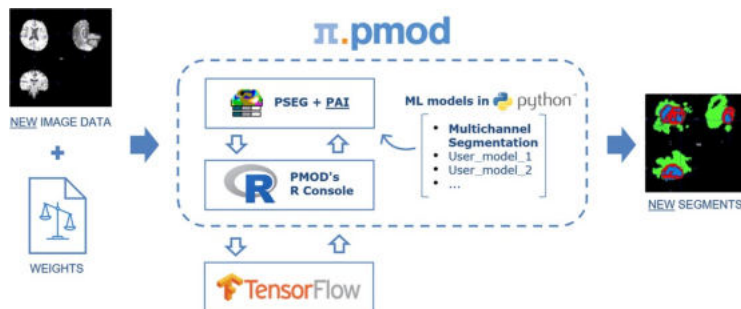 π.pmod
NEW IMAGE DATA
+
WEIGHTS
PSEG + PAI
PMOD's
R Console
TensorFlow
ML models in python
• Multichannel
Segmentation
• User_model_1
• User_model_2
• ...
NEW SEGMENTS